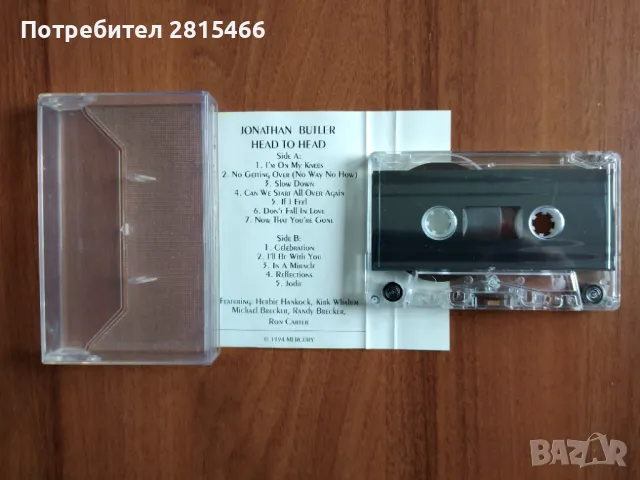 Потребител 2815466
JONATHAN BUTLER
HEAD TO HEAD
Side A:
1. I'm On My Knees
2. No Getting Over (No Way No How)
3. Slow Down
4. Can We Start All Over Again
5. If I Feel
6. Don't Fall In Love
7. Now That You're Gone
Side B:
1. Celebration
2. I'll Be With You
3. In A Miracle
4. Reflections
5. Jodie
Featuring: Herbie Hankock, Kirk Whalum,
Michael Brecker, Randy Brecker,
Ron Carter
© 1994 MERCURY
BAZAR